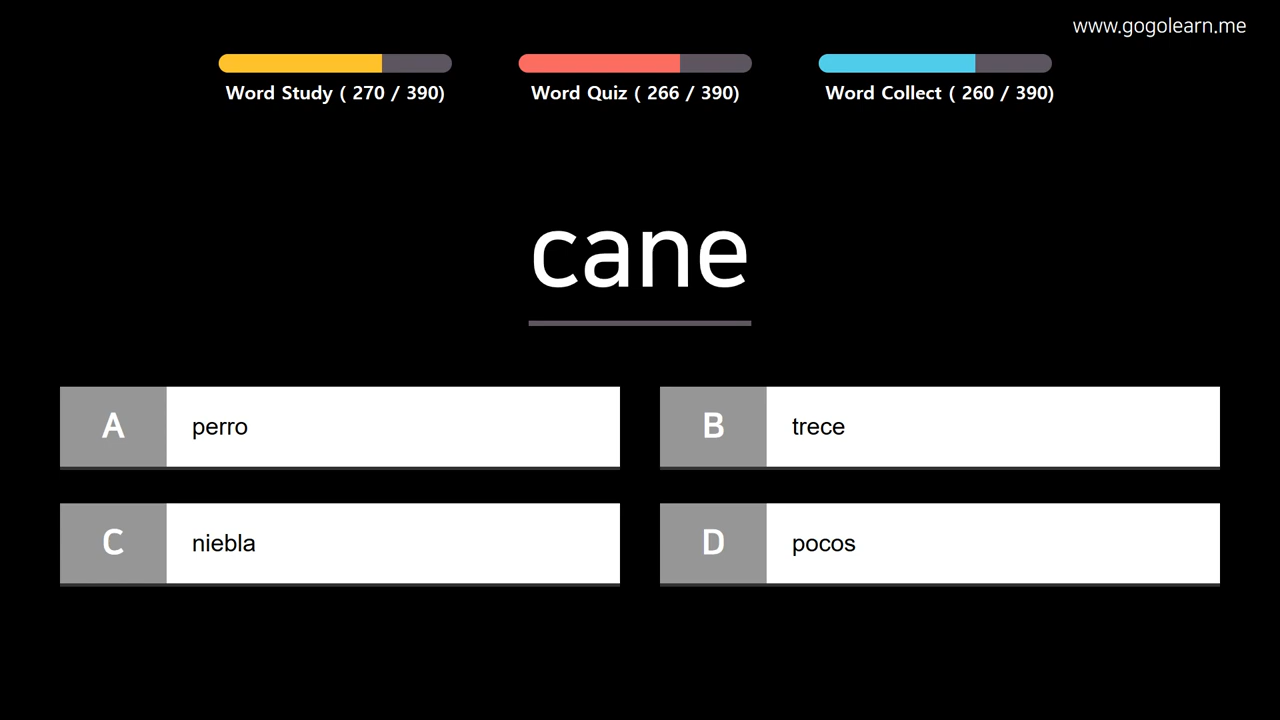 www.gogolearn.me
Word Study ( 270 / 390)
Word Quiz ( 266 / 390)
Word Collect ( 260 / 390)
cane
A perro
B trece
C niebla
D pocos